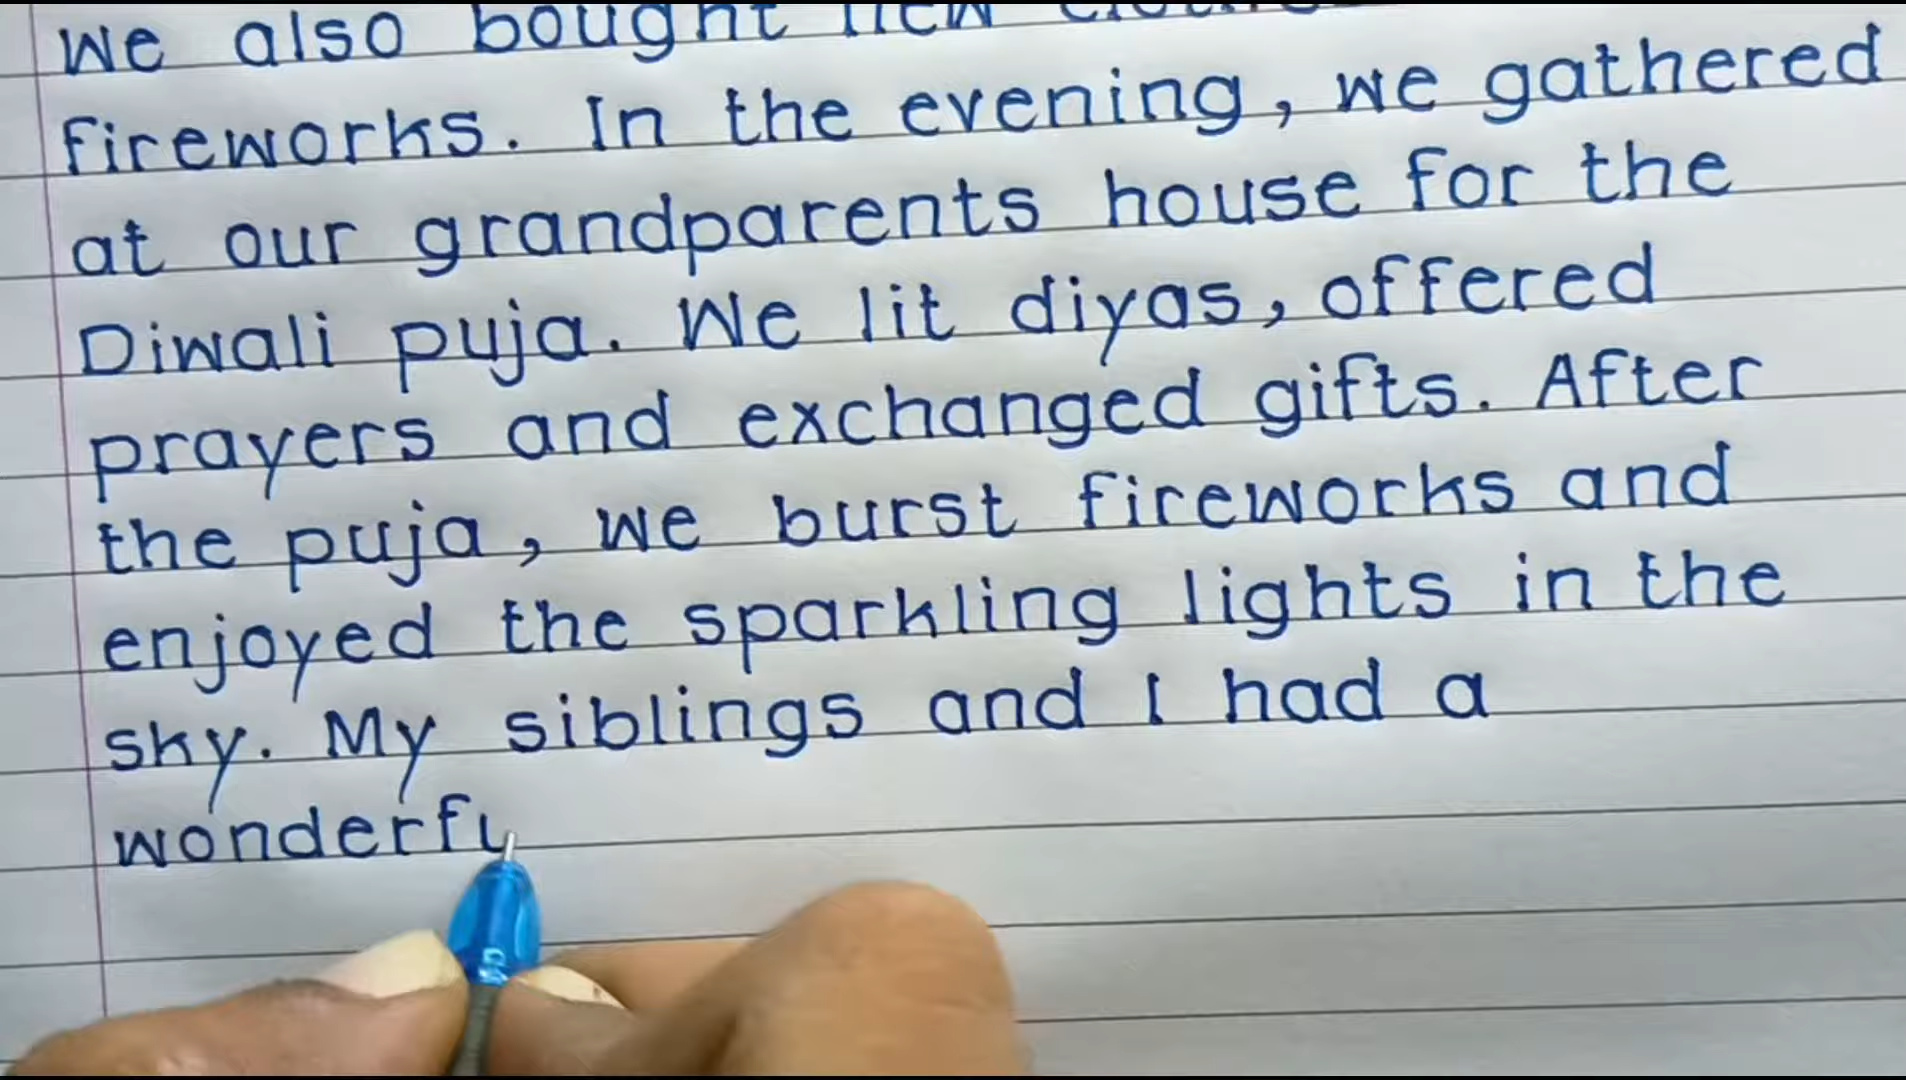 We also bought new clothes
fireworks. In the evening, we gathered
at our grandparents house for the
Diwali puja. We lit diyas, offered
prayers and exchanged gifts. After
the puja, we burst fireworks and
enjoyed the sparkling lights in the
sky. My siblings and I had a
wonderfu